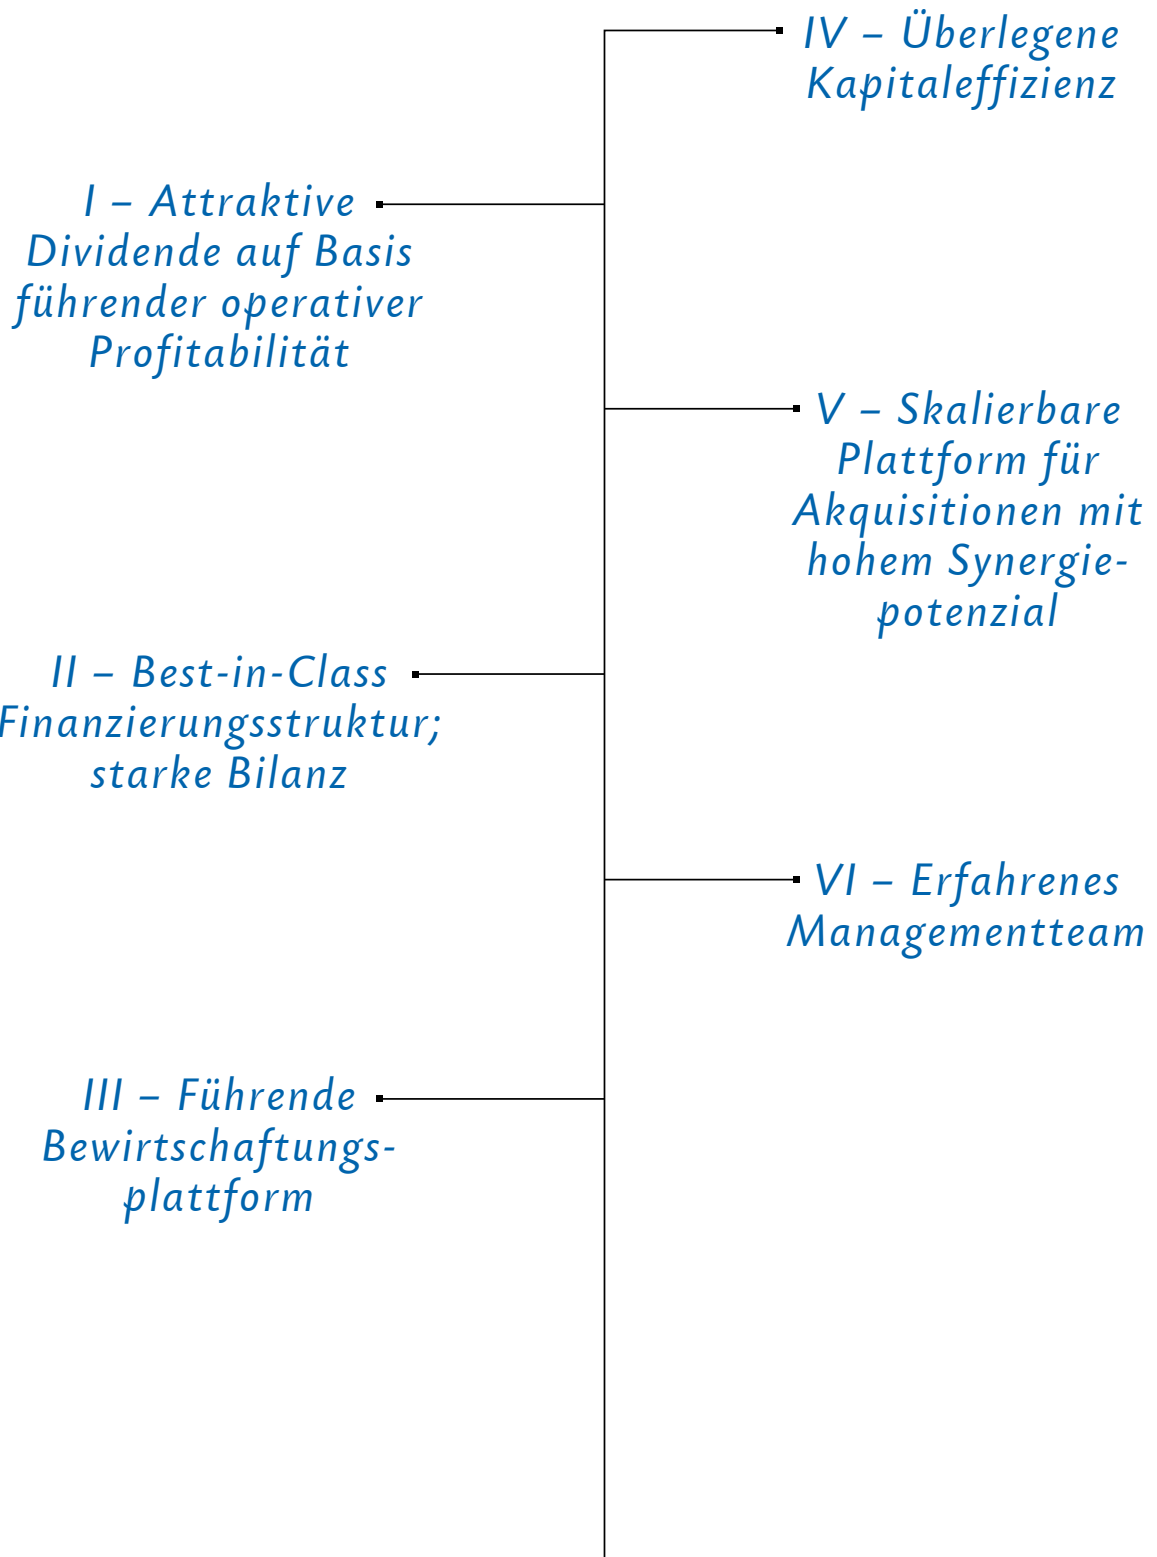 I – Attraktive
Dividende auf Basis
führender operativer
Profitabilität
II – Best-in-Class
Finanzierungsstruktur;
starke Bilanz
III – Führende
Bewirtschaftungs-
plattform
IV – Überlegene
Kapitaleffizienz
V – Skalierbare
Plattform für
Akquisitionen mit
hohem Synergie-
potenzial
VI – Erfahrenes
Managementteam